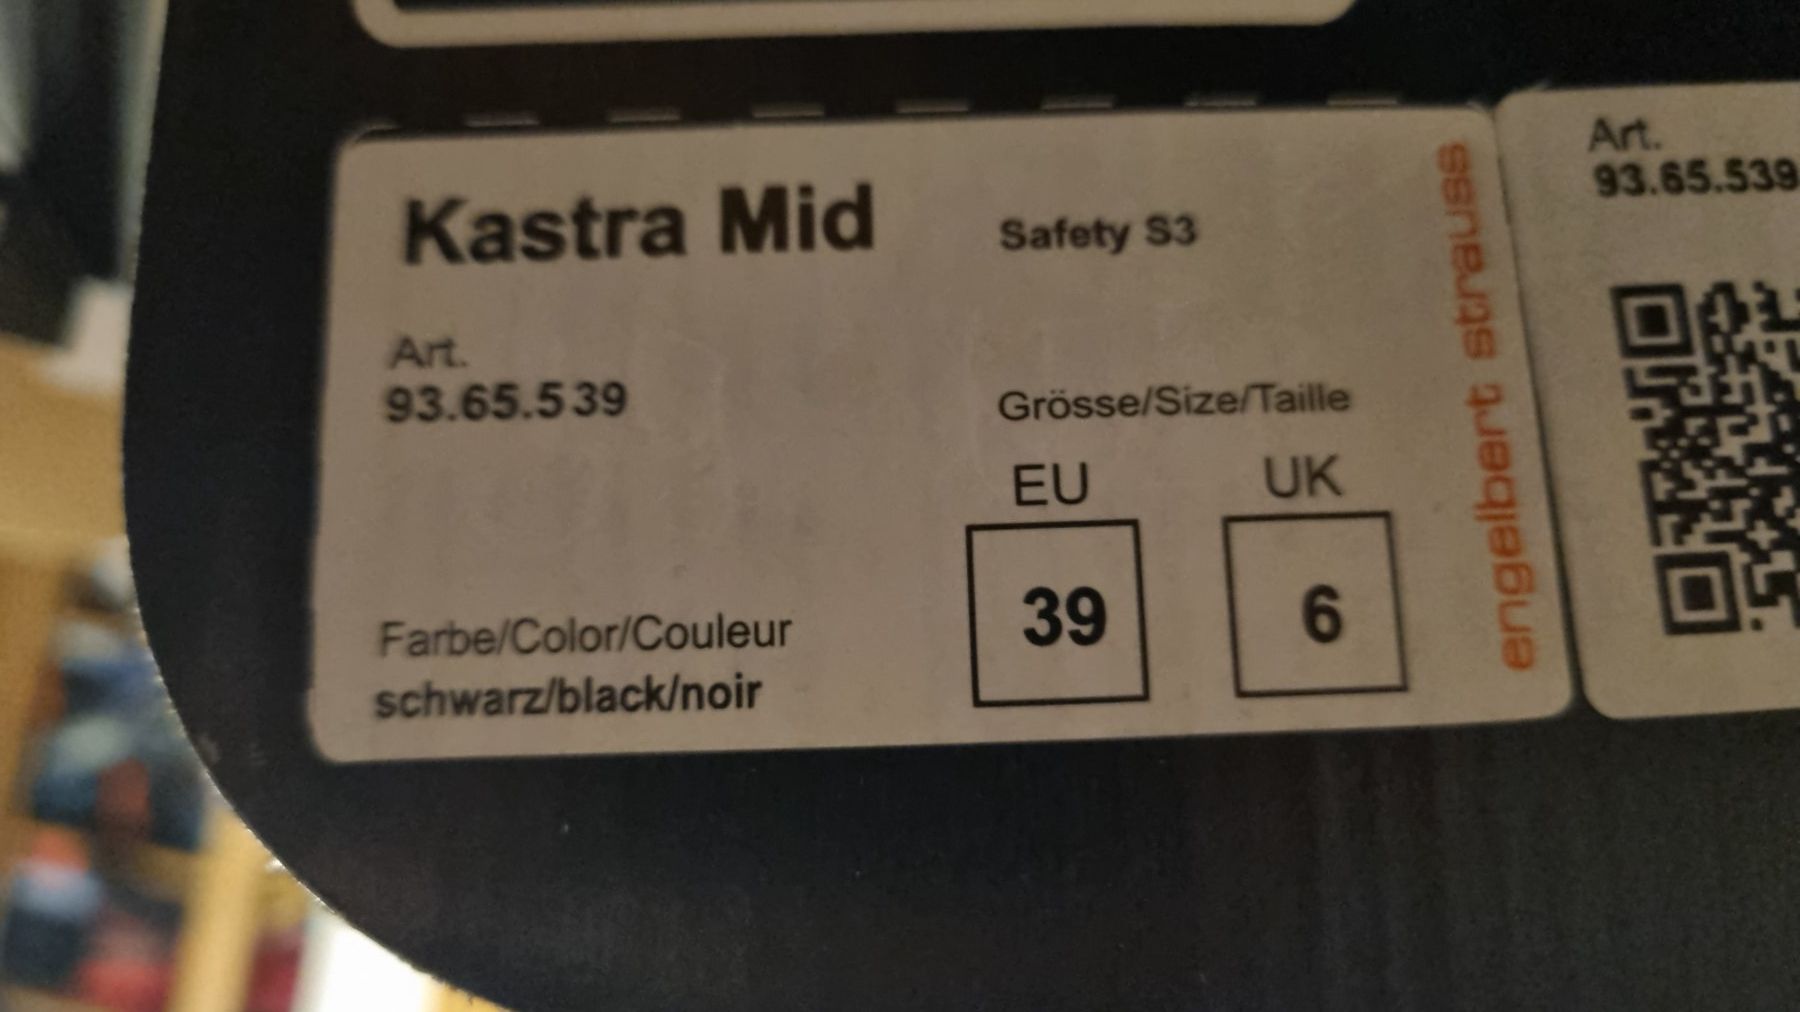 Kastra Mid
Safety S3
Art.
93.65.539
Grösse/Size/Taille
EU
UK
39
6
Farbe/Color/Couleur
schwarz/black/noir
engelbert strauss
Art.
93.65.539